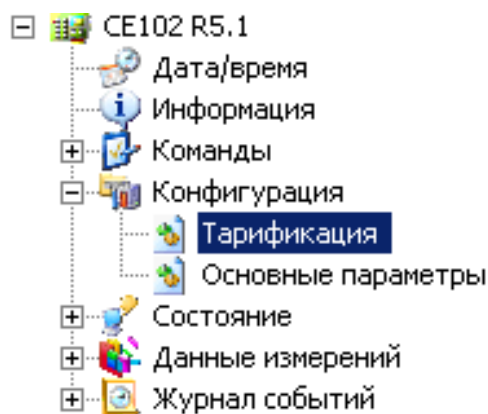 CE102 R5.1
Дата/время
Информация
Команды
Конфигурация
Тарификация
Основные параметры
Состояние
Данные измерений
Журнал событий